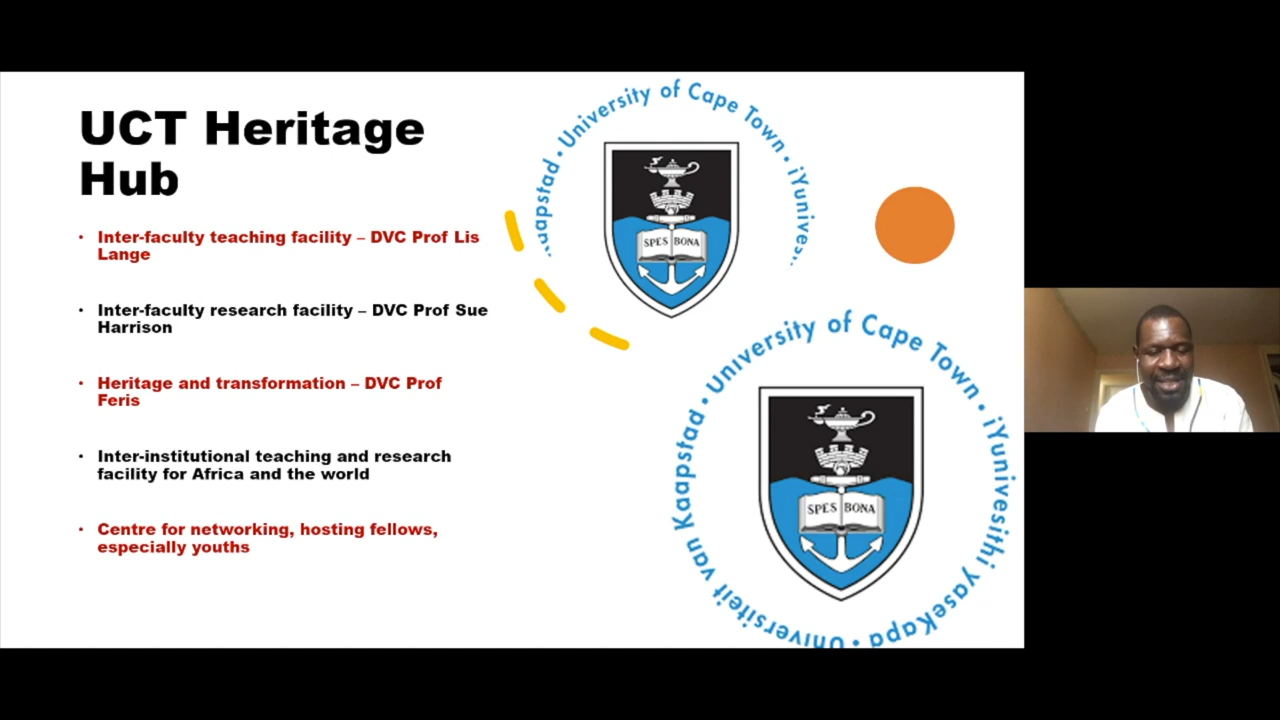 UCT Heritage
Hub
• Inter-faculty teaching facility – DVC Prof Lis
Lange
• Inter-faculty research facility – DVC Prof Sue
Harrison
• Heritage and transformation – DVC Prof
Feris
• Inter-institutional teaching and research
facility for Africa and the world
• Centre for networking, hosting fellows,
especially youths
• University of Cape Town •
SPES BONA
• University of Cape Town • iYunivesithi yaseKapa • Universiteit van Kaapstad
SPES BONA